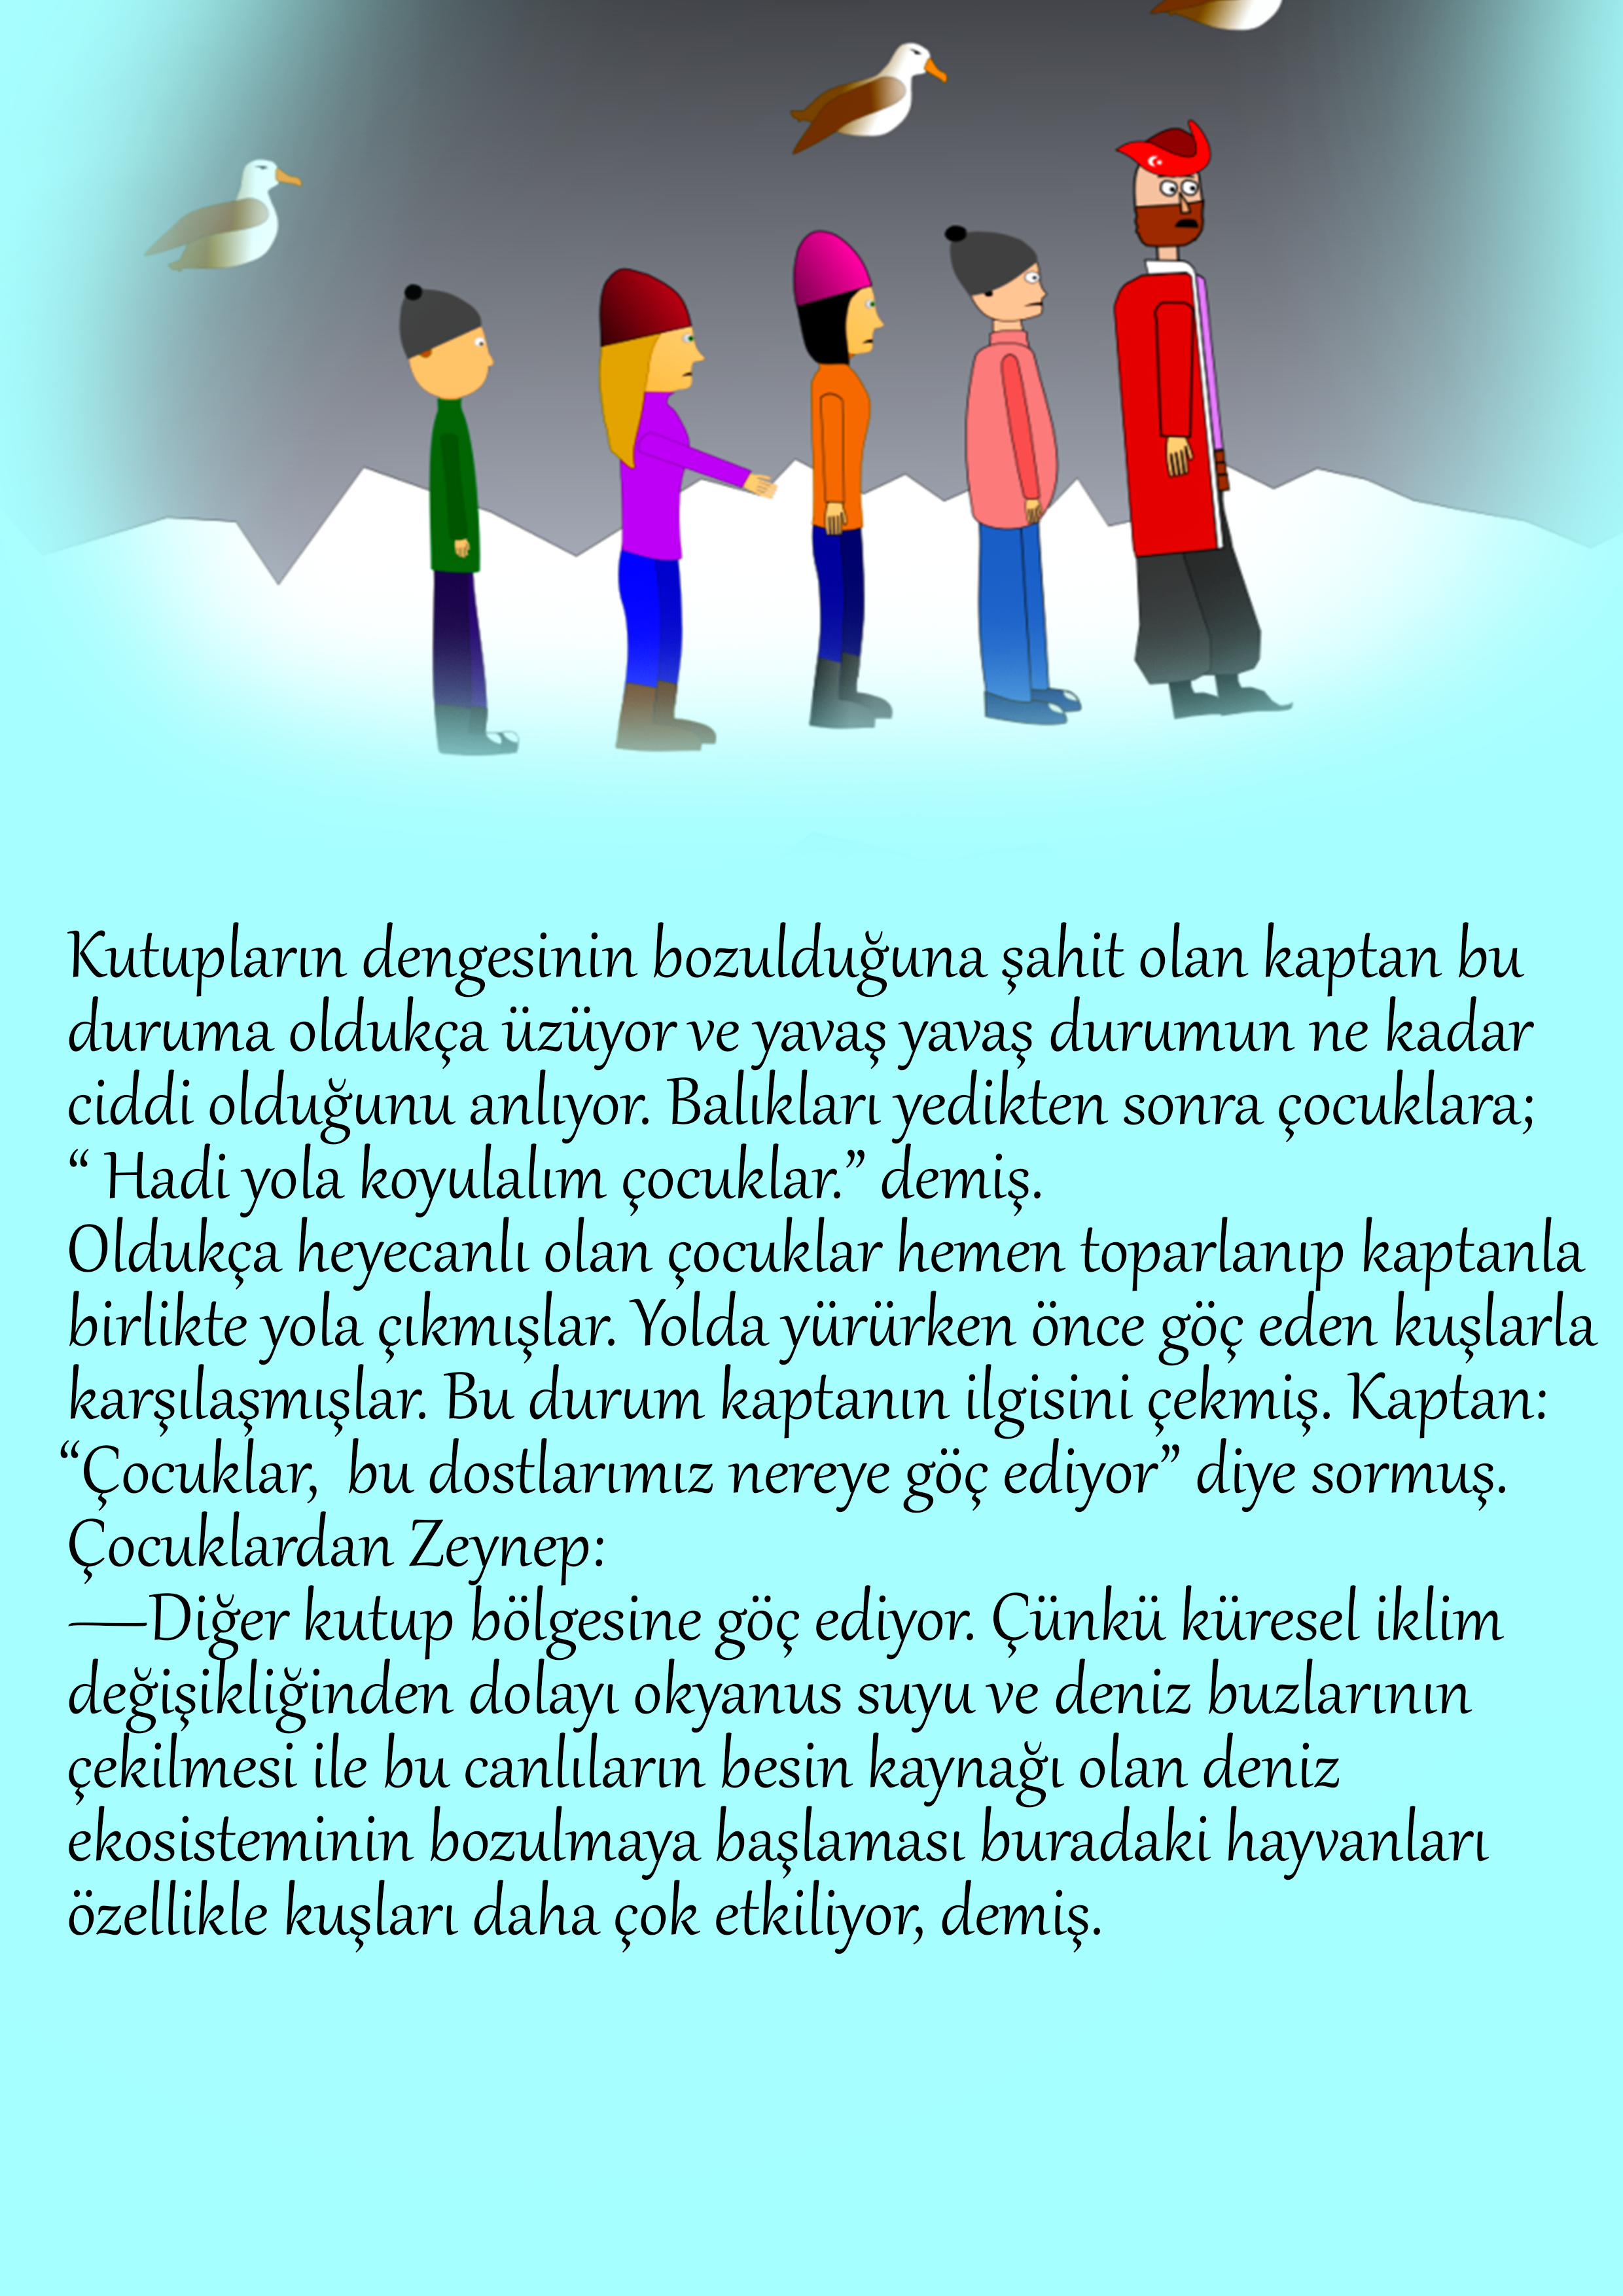 Kutupların dengesinin bozulduğuna şahit olan kaptan bu
duruma oldukça üzüyor ve yavaş yavaş durumun ne kadar
ciddi olduğunu anlıyor. Balıkları yedikten sonra çocuklara;
“ Hadi yola koyulalım çocuklar.” demiş.
Oldukça heyecanlı olan çocuklar hemen toparlanıp kaptanla
birlikte yola çıkmışlar. Yolda yürürken önce göç eden kuşlarla
karşılaşmışlar. Bu durum kaptanın ilgisini çekmiş. Kaptan:
“Çocuklar,  bu dostlarımız nereye göç ediyor” diye sormuş.
Çocuklardan Zeynep:
—Diğer kutup bölgesine göç ediyor. Çünkü küresel iklim
değişikliğinden dolayı okyanus suyu ve deniz buzlarının
çekilmesi ile bu canlıların besin kaynağı olan deniz
ekosisteminin bozulmaya başlaması buradaki hayvanları
özellikle kuşları daha çok etkiliyor, demiş.